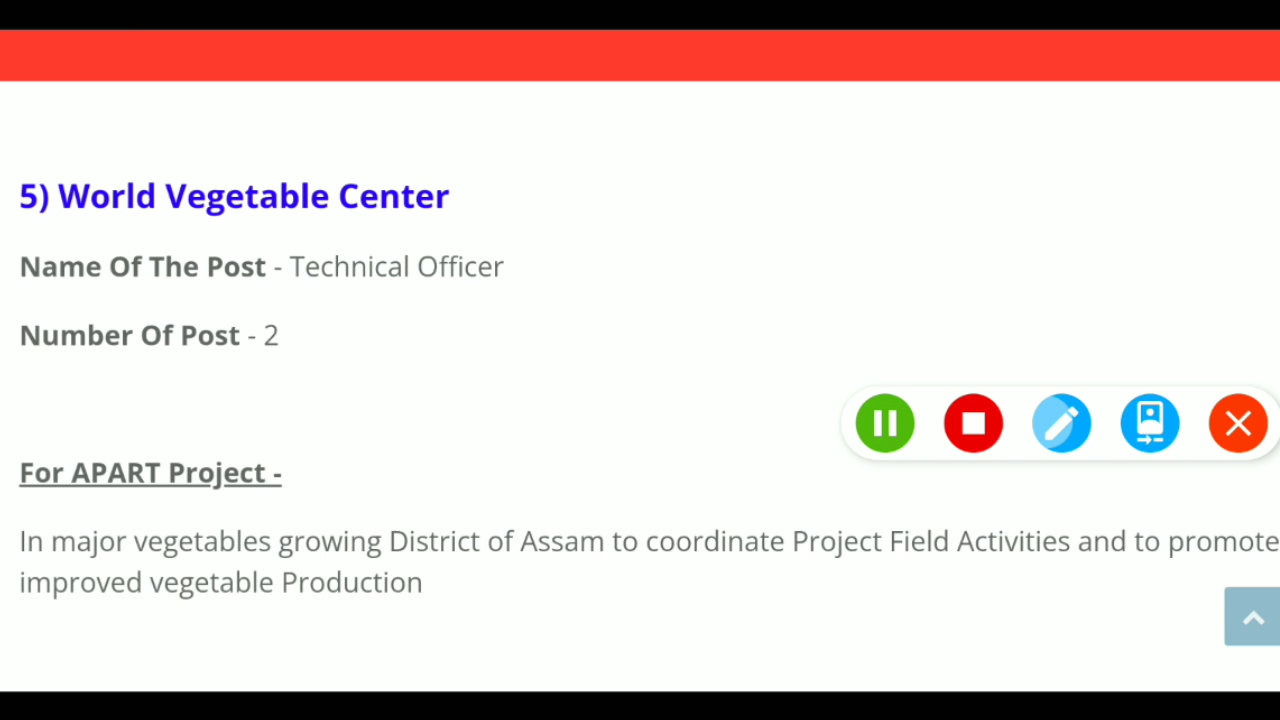 5) World Vegetable Center
Name Of The Post - Technical Officer
Number Of Post - 2
For APART Project -
In major vegetables growing District of Assam to coordinate Project Field Activities and to promote
improved vegetable Production